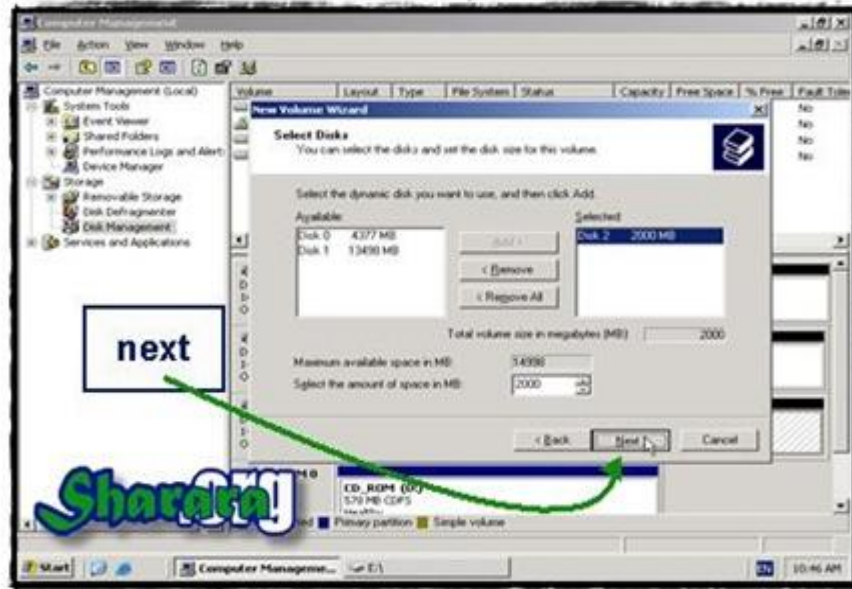 Computer Management
File Action View Window Help
Computer Management (Local)
System Tools
Event Viewer
Shared Folders
Performance Logs and Alert
Device Manager
Storage
Removable Storage
Disk Defragmenter
Disk Management
Services and Applications
Volume Layout Type File System Status Capacity Free Space % Free Fault Toler
No
No
No
No
New Volume Wizard
Select Disks
You can select the disks and set the disk size for this volume.
Select the dynamic disk you want to use, and then click Add.
Available: Selected:
Disk 0 4377 MB
Disk 1 13498 MB
Disk 2 2000 MB
Add >
< Remove
< Remove All
Total volume size in megabytes (MB): 2000
Maximum available space in MB: 14998
Select the amount of space in MB: 2000
< Back Next > Cancel
next
Sharara.org
CD_ROM (D:)
578 MB CDFS
Healthy
Primary partition Simple volume
Start Computer Manageme... E:\ EN 10:46 AM